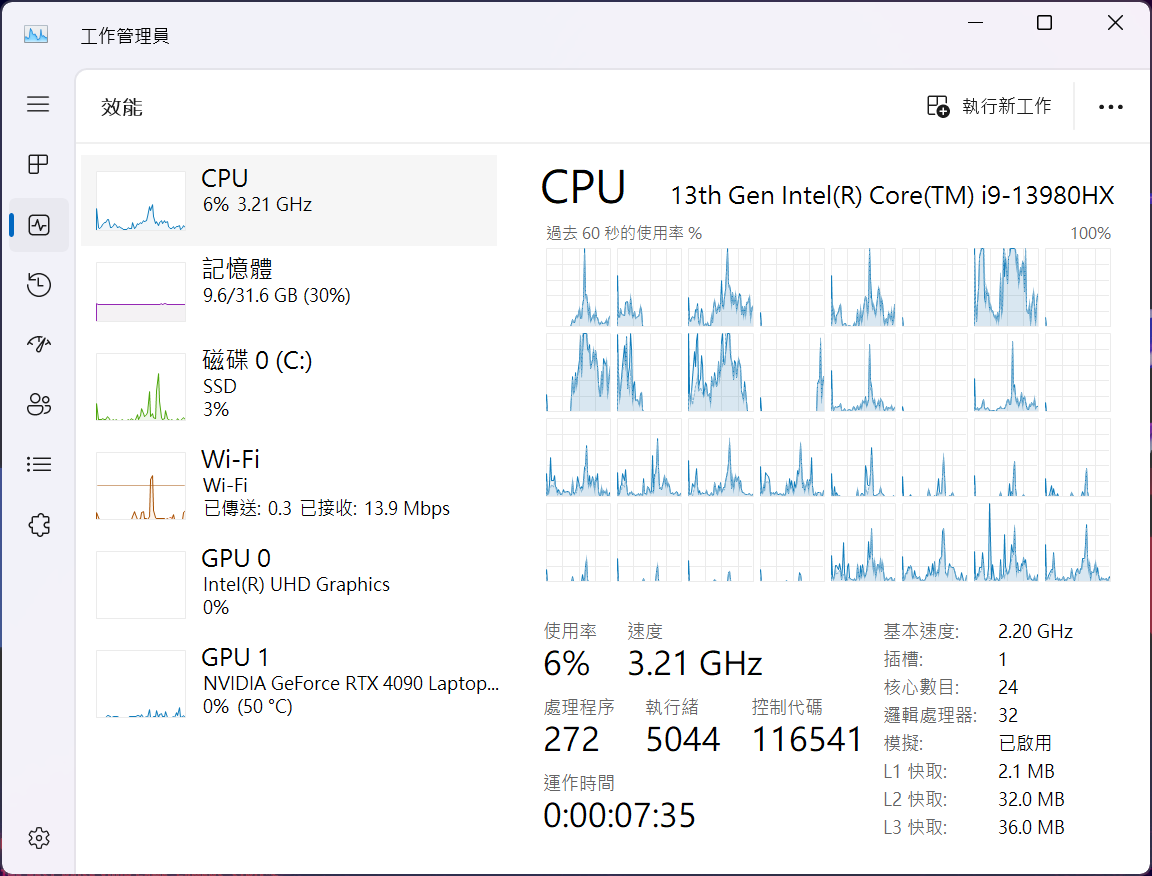 工作管理員
效能
執行新工作
CPU
6% 3.21 GHz
記憶體
9.6/31.6 GB (30%)
磁碟 0 (C:)
SSD
3%
Wi-Fi
Wi-Fi
已傳送: 0.3 已接收: 13.9 Mbps
GPU 0
Intel(R) UHD Graphics
0%
GPU 1
NVIDIA GeForce RTX 4090 Laptop...
0% (50 °C)
CPU
13th Gen Intel(R) Core(TM) i9-13980HX
過去 60 秒的使用率 %
100%
使用率 速度
6% 3.21 GHz
處理程序 執行緒 控制代碼
272 5044 116541
運作時間
0:00:07:35
基本速度: 2.20 GHz
插槽: 1
核心數目: 24
邏輯處理器: 32
模擬: 已啟用
L1 快取: 2.1 MB
L2 快取: 32.0 MB
L3 快取: 36.0 MB